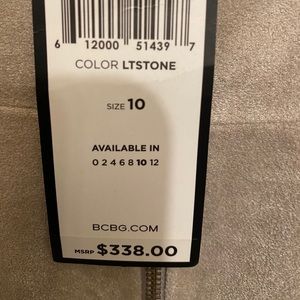 6 12000 51439 7
COLOR LTSTONE
SIZE 10
AVAILABLE IN
0 2 4 6 8 10 12
BCBG.COM
MSRP $338.00